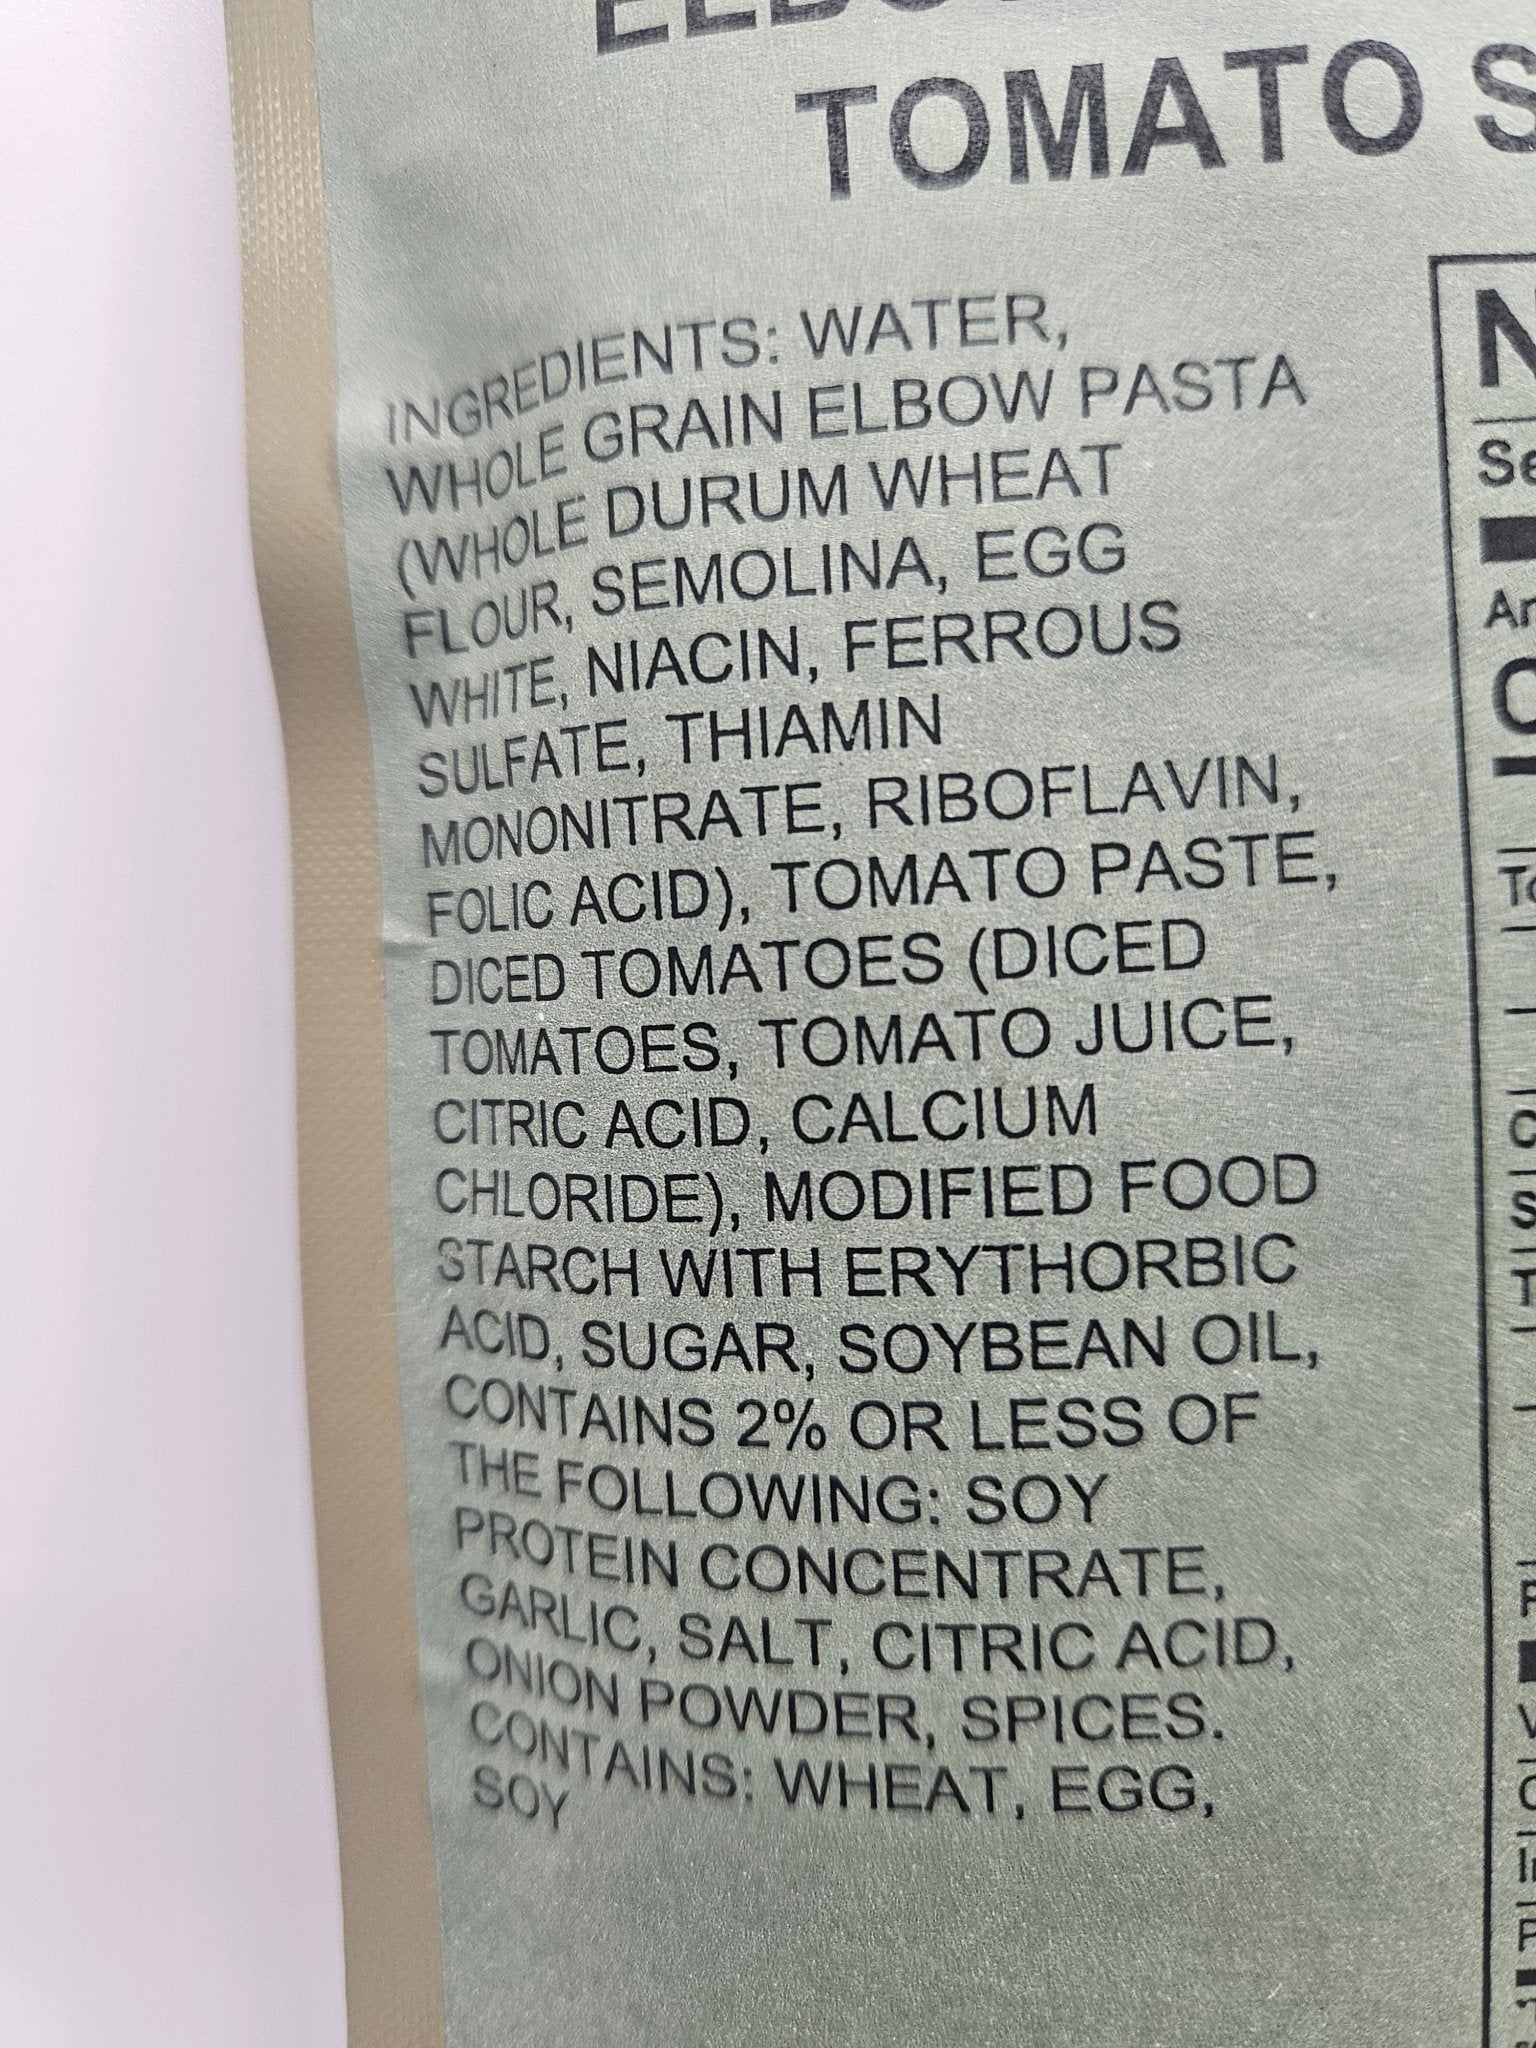 TOMATO
INGREDIENTS: WATER,
WHOLE GRAIN ELBOW PASTA
(WHOLE DURUM WHEAT
FLOUR, SEMOLINA, EGG
WHITE, NIACIN, FERROUS
SULFATE, THIAMIN
MONONITRATE, RIBOFLAVIN,
FOLIC ACID), TOMATO PASTE,
DICED TOMATOES (DICED
TOMATOES, TOMATO JUICE,
CITRIC ACID, CALCIUM
CHLORIDE), MODIFIED FOOD
STARCH WITH ERYTHORBIC
ACID, SUGAR, SOYBEAN OIL,
CONTAINS 2% OR LESS OF
THE FOLLOWING: SOY
PROTEIN CONCENTRATE,
GARLIC, SALT, CITRIC ACID,
ONION POWDER, SPICES.
CONTAINS: WHEAT, EGG,
SOY